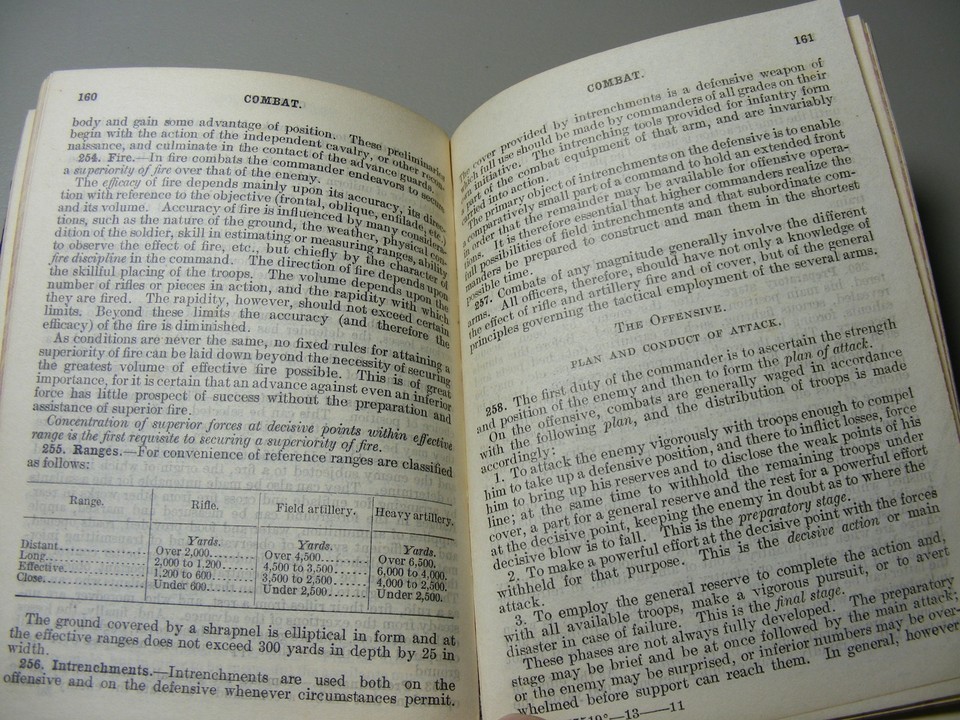 160
COMBAT.
body and gain some advantage of position. These preliminaries
begin with the action of the independent cavalry, or other recon-
naissance, and culminate in the contact of the advance guards.
254. Fire.—In fire combats the commander endeavors to secure
a superiority of fire over that of the enemy.
The efficacy of fire depends mainly upon its accuracy, its direc-
tion with reference to the objective (frontal, oblique, enfilade, etc.)
and its volume. Accuracy of fire is influenced by many considera-
tions, such as the nature of the ground, the weather, physical con-
dition of the soldier, skill in estimating or measuring ranges, ability
to observe the effect of fire, etc., but chiefly by the character of
fire discipline in the command. The direction of fire depends upon
the skillful placing of the troops. The volume depends upon the
number of rifles or pieces in action, and the rapidity with which
they are fired. The rapidity, however, should not exceed certain
limits. Beyond these limits the accuracy (and therefore the
efficacy) of the fire is diminished.
As conditions are never the same, no fixed rules for attaining a
superiority of fire can be laid down beyond the necessity of securing
the greatest volume of effective fire possible. This is of great
importance, for it is certain that an advance against even an inferior
force has little prospect of success without the preparation and
assistance of superior fire.
Concentration of superior forces at decisive points within effective
range is the first requisite to securing a superiority of fire.
255. Ranges.—For convenience of reference ranges are classified
as follows:
Range. Rifle. Field artillery. Heavy artillery.
Yards. Yards. Yards.
Distant Over 2,000 Over 4,500 Over 6,500.
Long 2,000 to 1,200 4,500 to 3,500 6,000 to 4,000.
Effective 1,200 to 600 3,500 to 2,500 4,000 to 2,500.
Close Under 600 Under 2,500 Under 2,500.
The ground covered by a shrapnel is elliptical in form and at
the effective ranges does not exceed 300 yards in depth by 25 in
width.
256. Intrenchments.—Intrenchments are used both on the
offensive and on the defensive whenever circumstances permit.
161
COMBAT.
cover provided by intrenchments is a defensive weapon of
which full use should be made by commanders of all grades on their
initiative. The intrenching tools provided for infantry form
a part of the combat equipment of that arm, and are invariably
carried into action.
The primary object of intrenchments on the defensive is to enable
a comparatively small part of a command to hold an extended front
in order that the remainder may be available for offensive opera-
tions. It is therefore essential that higher commanders realize the
full possibilities of field intrenchments and that subordinate com-
manders be prepared to construct and man them in the shortest
possible time.
257. Combats of any magnitude generally involve the different
arms. All officers, therefore, should have not only a knowledge of
the effect of rifle and artillery fire and of cover, but of the general
principles governing the tactical employment of the several arms.
THE OFFENSIVE.
PLAN AND CONDUCT OF ATTACK.
258. The first duty of the commander is to ascertain the strength
and position of the enemy and then to form the plan of attack.
On the offensive, combats are generally waged in accordance
with the following plan, and the distribution of troops is made
accordingly:
1. To attack the enemy vigorously with troops enough to compel
him to take up a defensive position, and there to inflict losses, force
him to bring up his reserves and to disclose the weak points of his
line; at the same time to withhold the remaining troops under
cover, a part for a general reserve and the rest for a powerful effort
at the decisive point, keeping the enemy in doubt as to where the
decisive blow is to fall. This is the preparatory stage.
2. To make a powerful effort at the decisive point with the forces
withheld for that purpose. This is the decisive action or main
attack.
3. To employ the general reserve to complete the action and,
with all available troops, make a vigorous pursuit, or to avert
disaster in case of failure. This is the final stage.
These phases are not always fully developed. The preparatory
stage may be brief and be at once followed by the main attack;
or the enemy may be surprised, or inferior numbers may be over-
whelmed before support can reach them. In general, however
—13——11